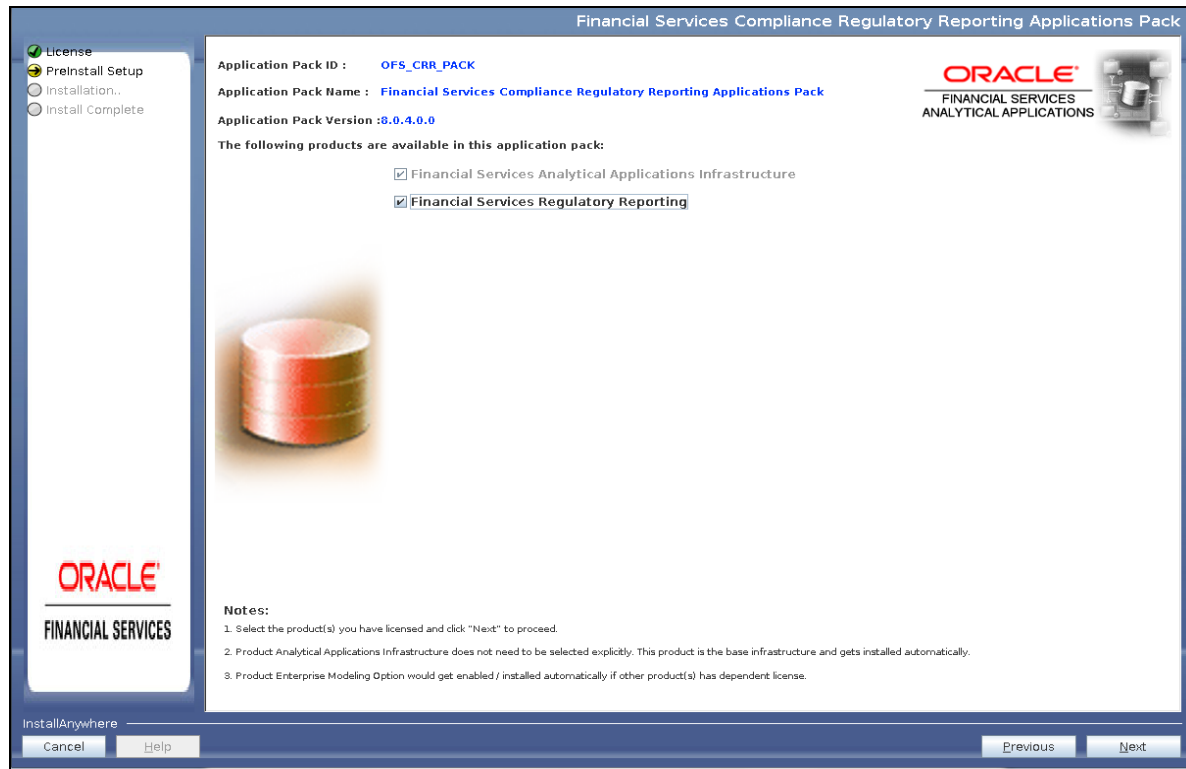 Financial Services Compliance Regulatory Reporting Applications Pack
License
PreInstall Setup
Installation..
Install Complete
Application Pack ID : OFS_CRR_PACK
Application Pack Name : Financial Services Compliance Regulatory Reporting Applications Pack
Application Pack Version :8.0.4.0.0
The following products are available in this application pack:
Financial Services Analytical Applications Infrastructure
Financial Services Regulatory Reporting
ORACLE®
FINANCIAL SERVICES
ANALYTICAL APPLICATIONS
ORACLE®
FINANCIAL SERVICES
Notes:
1. Select the product(s) you have licensed and click "Next" to proceed.
2. Product Analytical Applications Infrastructure does not need to be selected explicitly. This product is the base infrastructure and gets installed automatically.
3. Product Enterprise Modeling Option would get enabled / installed automatically if other product(s) has dependent license.
InstallAnywhere
Cancel Help Previous Next